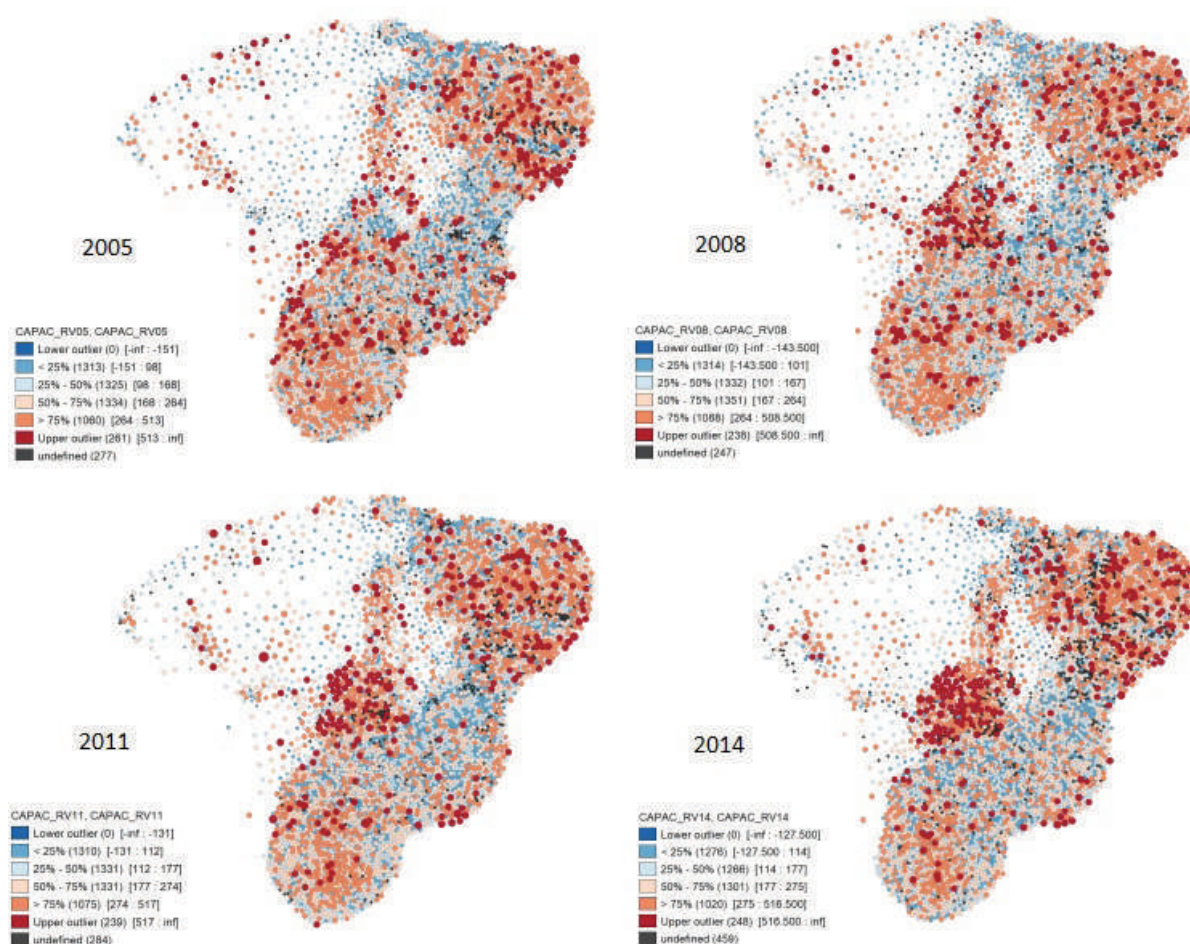 2005
CAPAC_RV05, CAPAC_RV05
Lower outlier (0) [-inf : -151]
< 25% (1313) [-151 : 98]
25% - 50% (1325) [98 : 168]
50% - 75% (1334) [168 : 264]
> 75% (1060) [264 : 513]
Upper outlier (261) [513 : inf]
undefined (277)
2008
CAPAC_RV08, CAPAC_RV08
Lower outlier (0) [-inf : -143.500]
< 25% (1314) [-143.500 : 101]
25% - 50% (1332) [101 : 167]
50% - 75% (1351) [167 : 264]
> 75% (1088) [264 : 508.500]
Upper outlier (238) [508.500 : inf]
undefined (247)
2011
CAPAC_RV11, CAPAC_RV11
Lower outlier (0) [-inf : -131]
< 25% (1310) [-131 : 112]
25% - 50% (1331) [112 : 177]
50% - 75% (1331) [177 : 274]
> 75% (1075) [274 : 517]
Upper outlier (239) [517 : inf]
undefined (284)
2014
CAPAC_RV14, CAPAC_RV14
Lower outlier (0) [-inf : -127.500]
< 25% (1276) [-127.500 : 114]
25% - 50% (1266) [114 : 177]
50% - 75% (1301) [177 : 275]
> 75% (1020) [275 : 516.500]
Upper outlier (248) [516.500 : inf]
undefined (459)